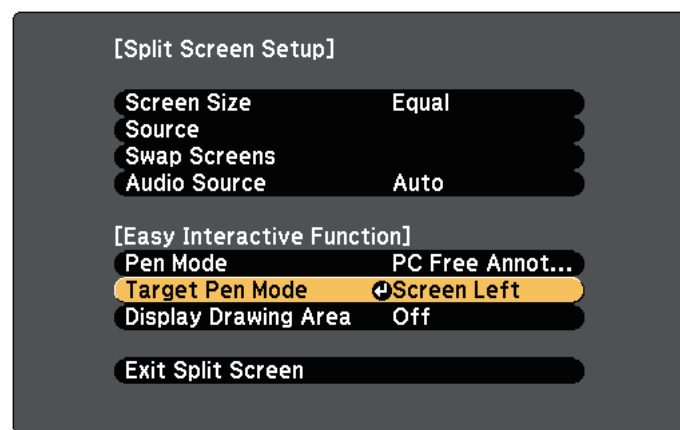 [Split Screen Setup]
Screen Size Equal
Source
Swap Screens
Audio Source Auto
[Easy Interactive Function]
Pen Mode PC Free Annot...
Target Pen Mode Screen Left
Display Drawing Area Off
Exit Split Screen